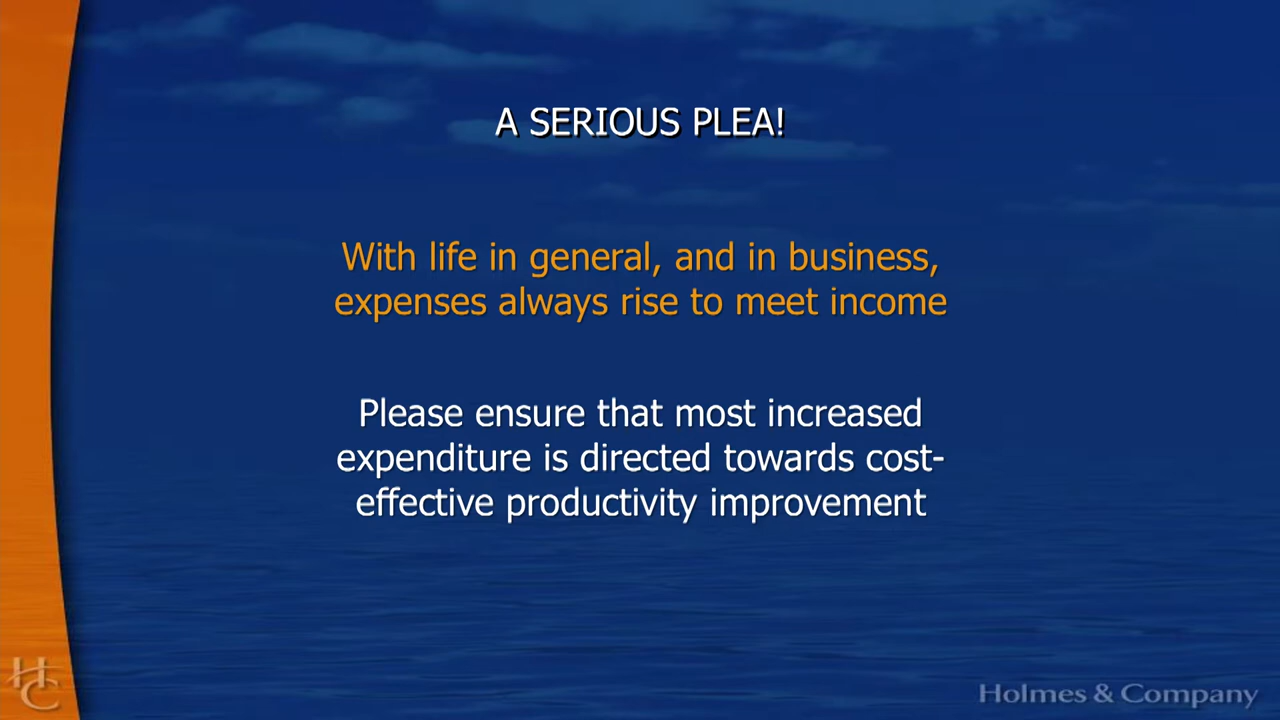 A SERIOUS PLEA!
With life in general, and in business,
expenses always rise to meet income
Please ensure that most increased
expenditure is directed towards cost-
effective productivity improvement
HC
Holmes & Company